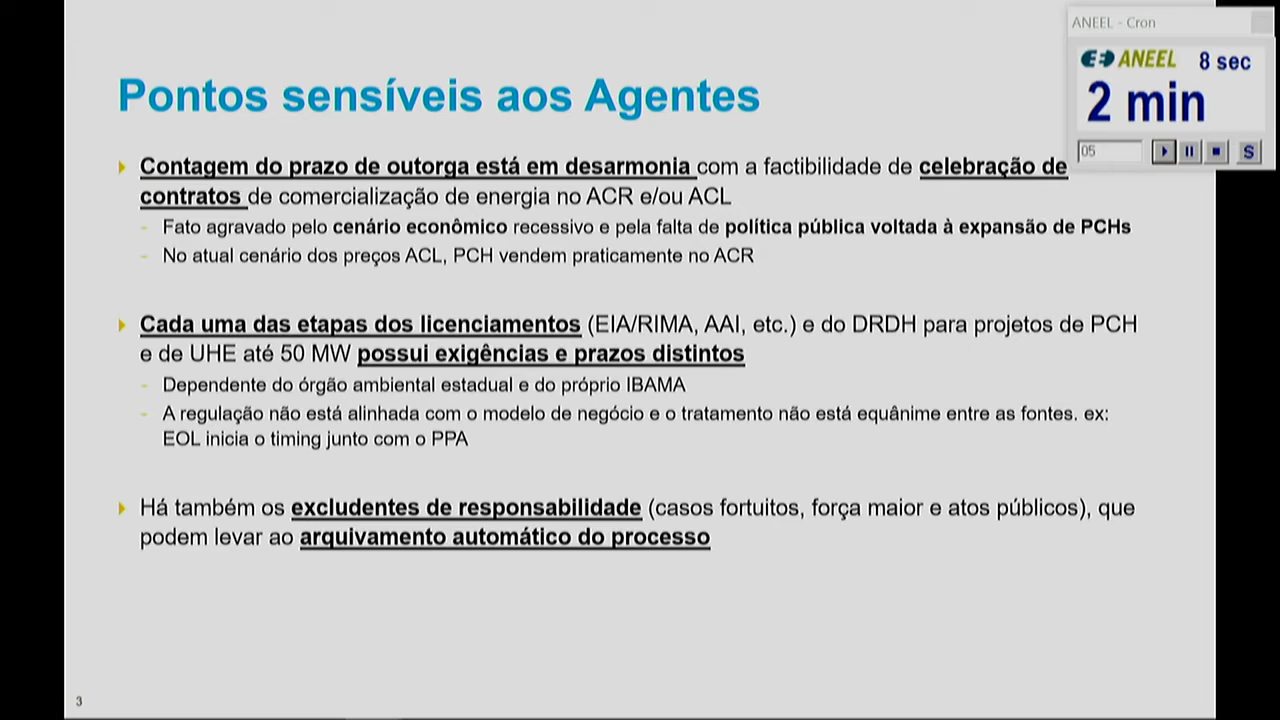 ANEEL - Cron
ANEEL 8 sec
2 min
05
S
Pontos sensíveis aos Agentes
Contagem do prazo de outorga está em desarmonia com a factibilidade de celebração de
contratos de comercialização de energia no ACR e/ou ACL
- Fato agravado pelo cenário econômico recessivo e pela falta de política pública voltada à expansão de PCHs
- No atual cenário dos preços ACL, PCH vendem praticamente no ACR
Cada uma das etapas dos licenciamentos (EIA/RIMA, AAI, etc.) e do DRDH para projetos de PCH
e de UHE até 50 MW possui exigências e prazos distintos
- Dependente do órgão ambiental estadual e do próprio IBAMA
- A regulação não está alinhada com o modelo de negócio e o tratamento não está equânime entre as fontes. ex:
EOL inicia o timing junto com o PPA
Há também os excludentes de responsabilidade (casos fortuitos, força maior e atos públicos), que
podem levar ao arquivamento automático do processo
3